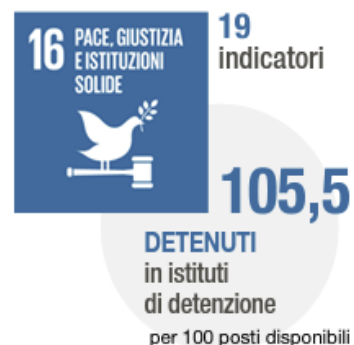 16 PACE, GIUSTIZIA
E ISTITUZIONI
SOLIDE
19
indicatori
105,5
DETENUTI
in istituti
di detenzione
per 100 posti disponibili